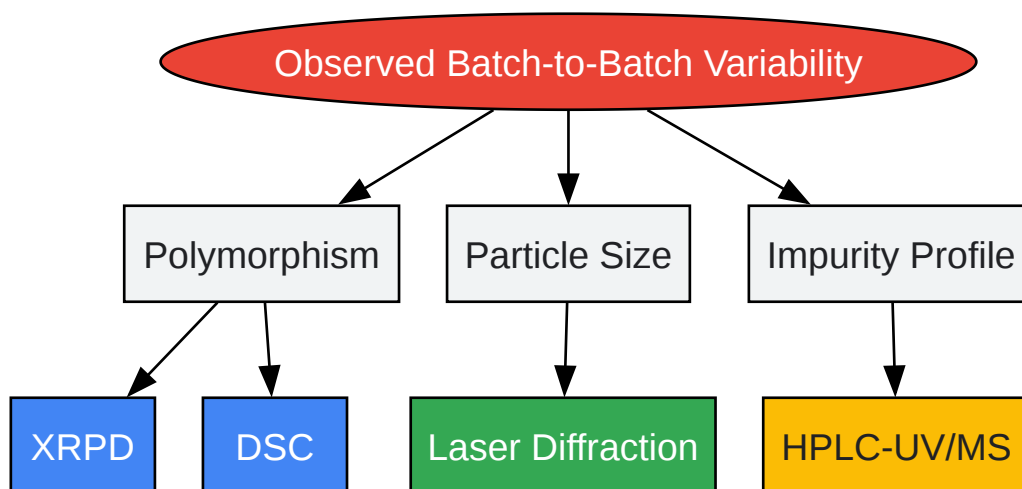 Observed Batch-to-Batch Variability
Polymorphism
Particle Size
Impurity Profile
XRPD
DSC
Laser Diffraction
HPLC-UV/MS